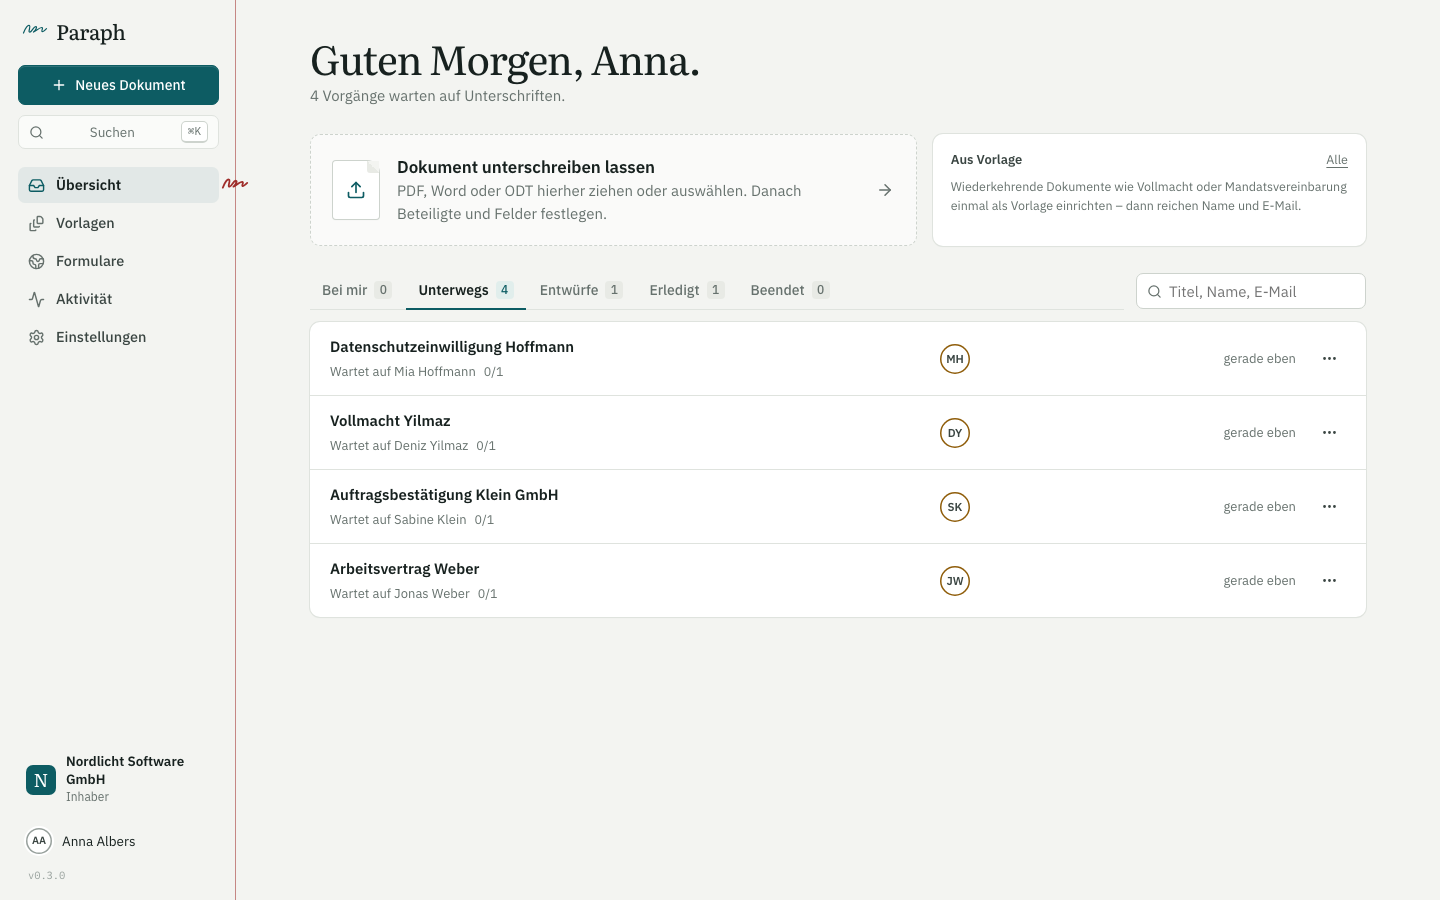 Paraph
Neues Dokument
Suchen
⌘K
Übersicht
Vorlagen
Formulare
Aktivität
Einstellungen
Nordlicht Software
GmbH
Inhaber
N
AA
Anna Albers
v0.3.0
Guten Morgen, Anna.
4 Vorgänge warten auf Unterschriften.
Dokument unterschreiben lassen
PDF, Word oder ODT hierher ziehen oder auswählen. Danach
Beteiligte und Felder festlegen.
Aus Vorlage
Alle
Wiederkehrende Dokumente wie Vollmacht oder Mandatsvereinbarung
einmal als Vorlage einrichten – dann reichen Name und E-Mail.
Bei mir 0
Unterwegs 4
Entwürfe 1
Erledigt 1
Beendet 0
Titel, Name, E-Mail
Datenschutzeinwilligung Hoffmann
Wartet auf Mia Hoffmann 0/1
MH
gerade eben
Vollmacht Yilmaz
Wartet auf Deniz Yilmaz 0/1
DY
gerade eben
Auftragsbestätigung Klein GmbH
Wartet auf Sabine Klein 0/1
SK
gerade eben
Arbeitsvertrag Weber
Wartet auf Jonas Weber 0/1
JW
gerade eben